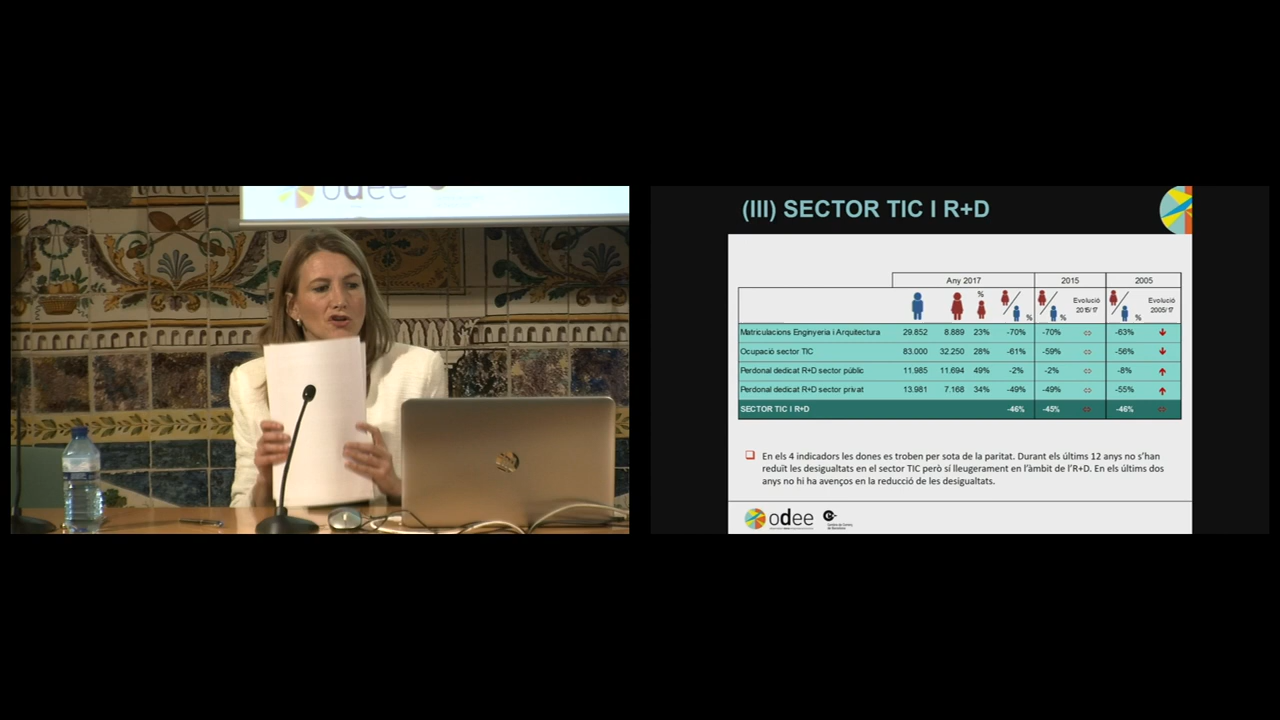 odee
(III) SECTOR TIC I R+D
Any 2017 2015 2005
% % % Evolució 2015/17 % Evolució 2005/17
Matriculacions Enginyeria i Arquitectura 29.852 8.889 23% -70% -70% -63%
Ocupació sector TIC 83.000 32.250 28% -61% -59% -56%
Perdonal dedicat R+D sector públic 11.985 11.694 49% -2% -2% -8%
Perdonal dedicat R+D sector privat 13.981 7.168 34% -49% -49% -55%
SECTOR TIC I R+D -46% -45% -46%
En els 4 indicadors les dones es troben per sota de la paritat. Durant els últims 12 anys no s’han
reduït les desigualtats en el sector TIC però si lleugerament en l’àmbit de l’R+D. En els últims dos
anys no hi ha avenços en la reducció de les desigualtats.
odee